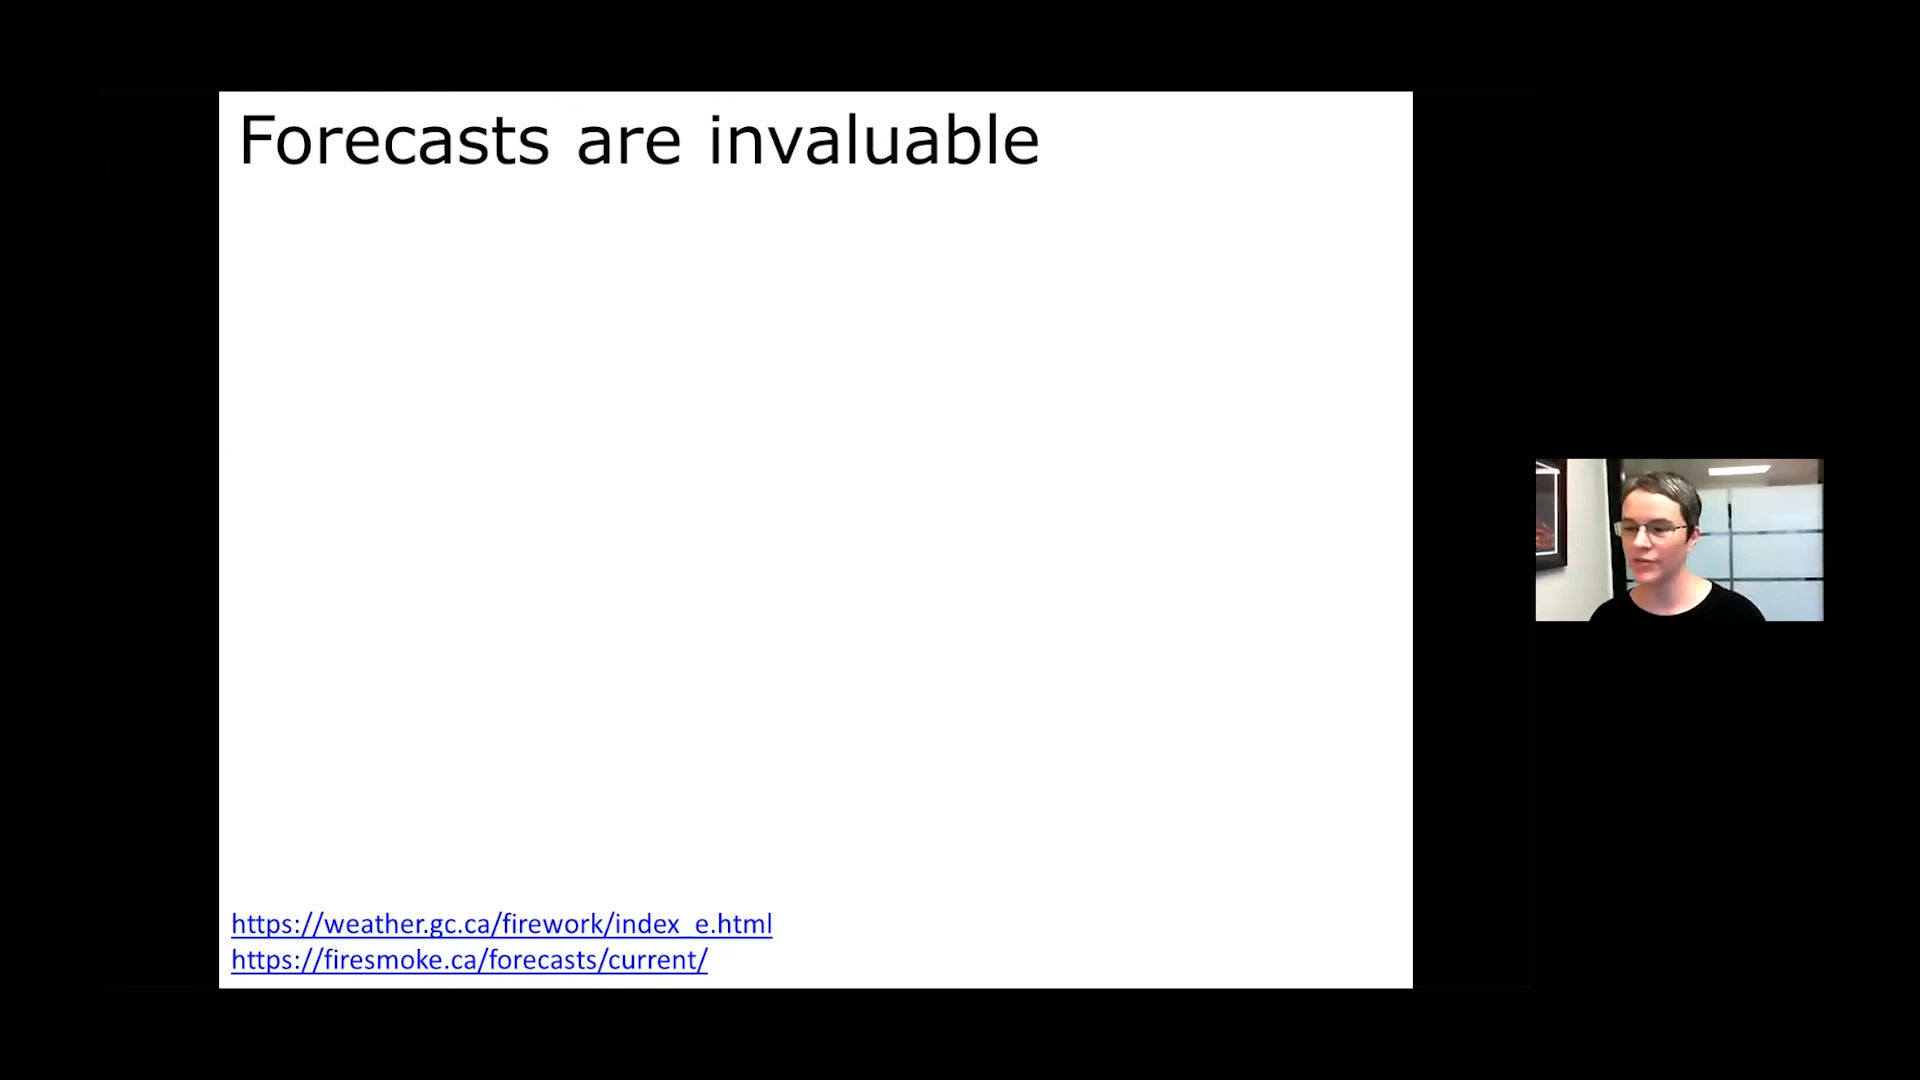 Forecasts are invaluable
https://weather.gc.ca/firework/index_e.html
https://firesmoke.ca/forecasts/current/